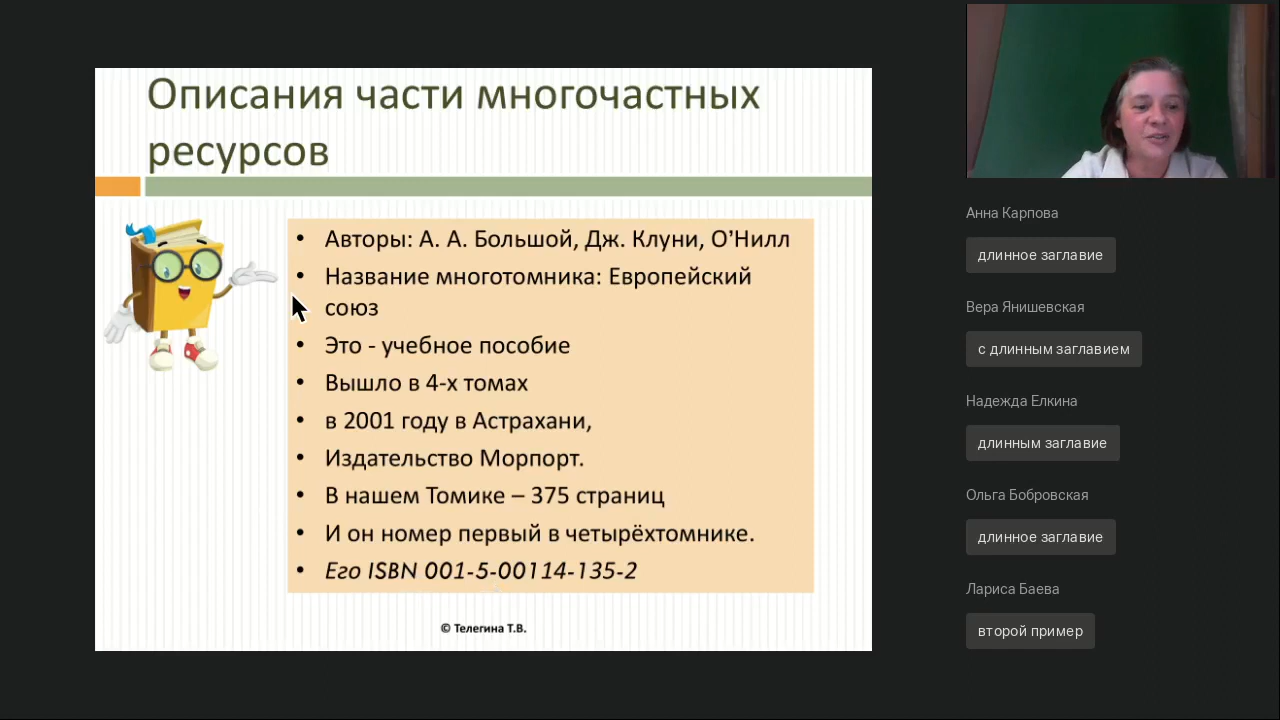 Описания части многочастных
ресурсов
• Авторы: А. А. Большой, Дж. Клуни, О’Нилл
• Название многотомника: Европейский
союз
• Это - учебное пособие
• Вышло в 4-х томах
• в 2001 году в Астрахани,
• Издательство Морпорт.
• В нашем Томике – 375 страниц
• И он номер первый в четырёхтомнике.
• Его ISBN 001-5-00114-135-2
© Телегина Т.В.
Анна Карпова
длинное заглавие
Вера Янишевская
с длинным заглавием
Надежда Елкина
длинным заглавие
Ольга Бобровская
длинное заглавие
Лариса Баева
второй пример